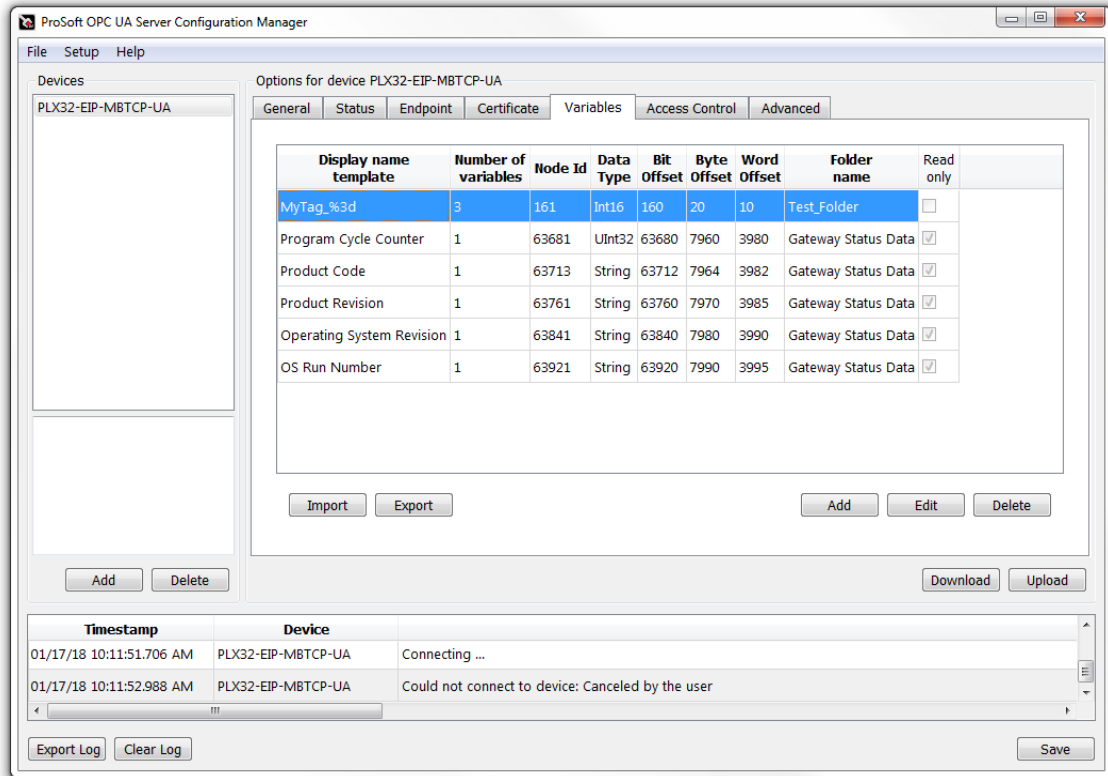 ProSoft OPC UA Server Configuration Manager
File Setup Help
Devices
PLX32-EIP-MBTCP-UA
Options for device PLX32-EIP-MBTCP-UA
General Status Endpoint Certificate Variables Access Control Advanced
Display name template Number of variables Node Id Data Type Bit Offset Byte Offset Word Offset Folder name Read only
MyTag_%3d 3 161 Int16 160 20 10 Test_Folder
Program Cycle Counter 1 63681 UInt32 63680 7960 3980 Gateway Status Data
Product Code 1 63713 String 63712 7964 3982 Gateway Status Data
Product Revision 1 63761 String 63760 7970 3985 Gateway Status Data
Operating System Revision 1 63841 String 63840 7980 3990 Gateway Status Data
OS Run Number 1 63921 String 63920 7990 3995 Gateway Status Data
Import Export Add Edit Delete
Add Delete
Download Upload
Timestamp Device
01/17/18 10:11:51.706 AM PLX32-EIP-MBTCP-UA Connecting ...
01/17/18 10:11:52.988 AM PLX32-EIP-MBTCP-UA Could not connect to device: Canceled by the user
Export Log Clear Log Save